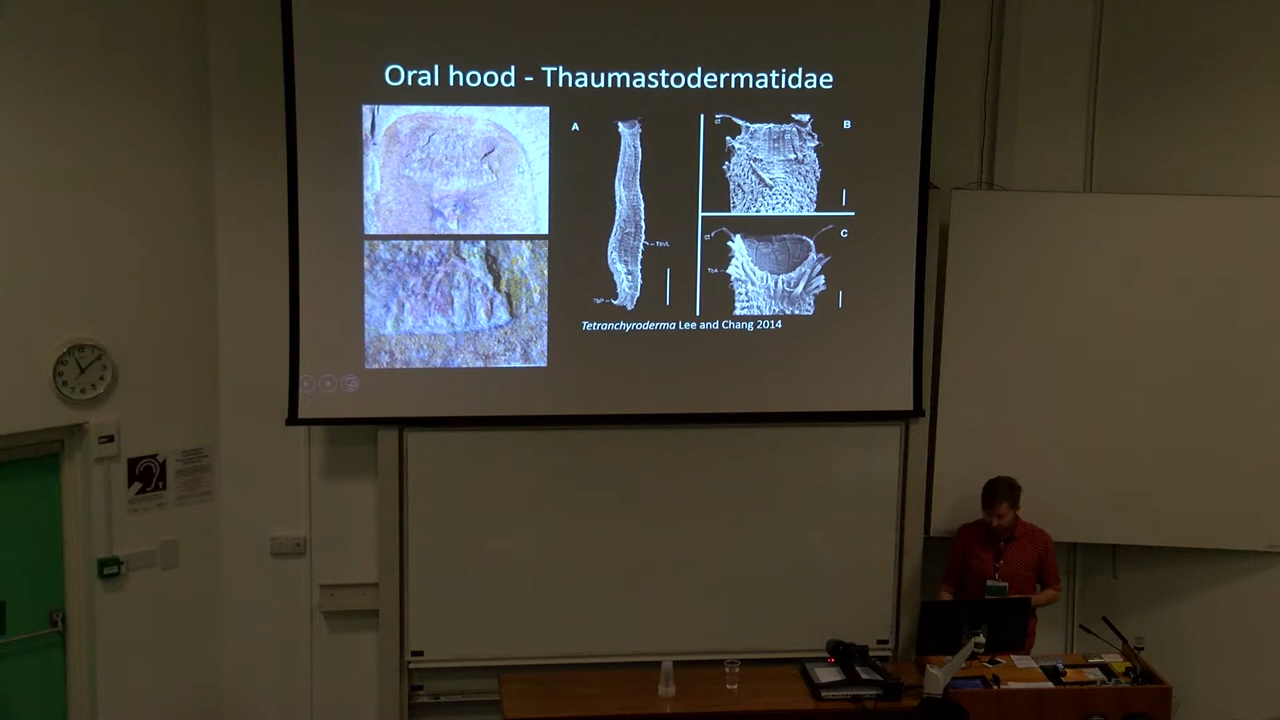 Oral hood - Thaumastodermatidae
A
B
C
Tetranchyroderma Lee and Chang 2014
T